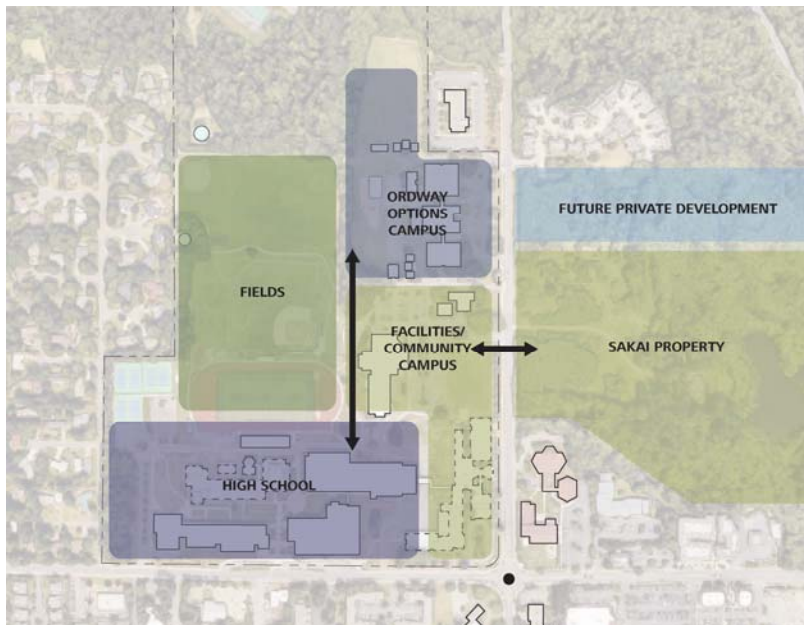 ORDWAY
OPTIONS
CAMPUS
FUTURE PRIVATE DEVELOPMENT
FIELDS
FACILITIES/
COMMUNITY
CAMPUS
SAKAI PROPERTY
HIGH SCHOOL